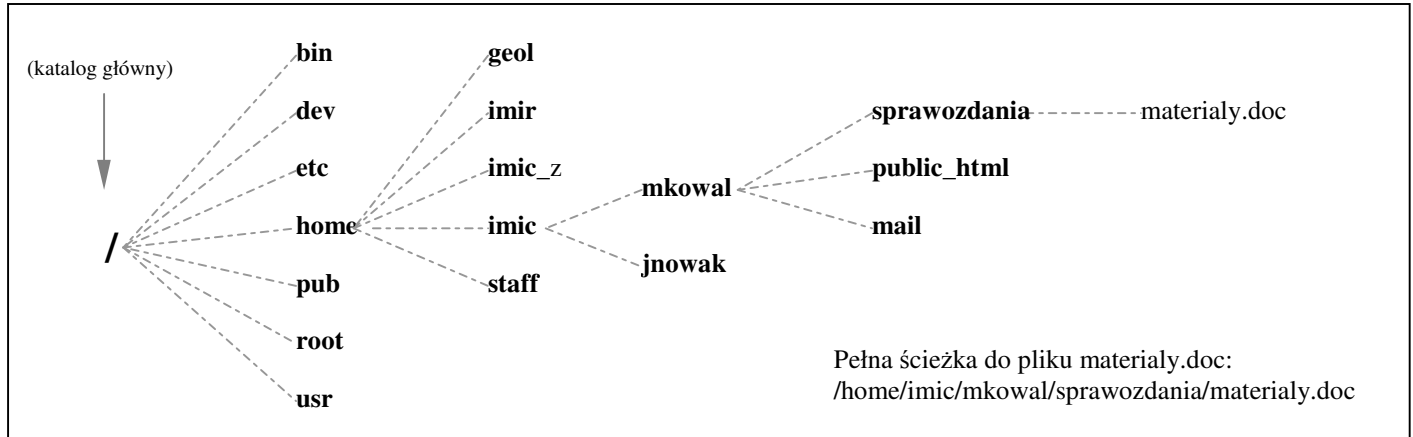 (katalog główny)
/
bin
dev
etc
home
pub
root
usr
geol
imir
imic_z
imic
staff
mkowal
jnowak
sprawozdania
public_html
mail
materialy.doc
Pełna ścieżka do pliku materialy.doc:
/home/imic/mkowal/sprawozdania/materialy.doc